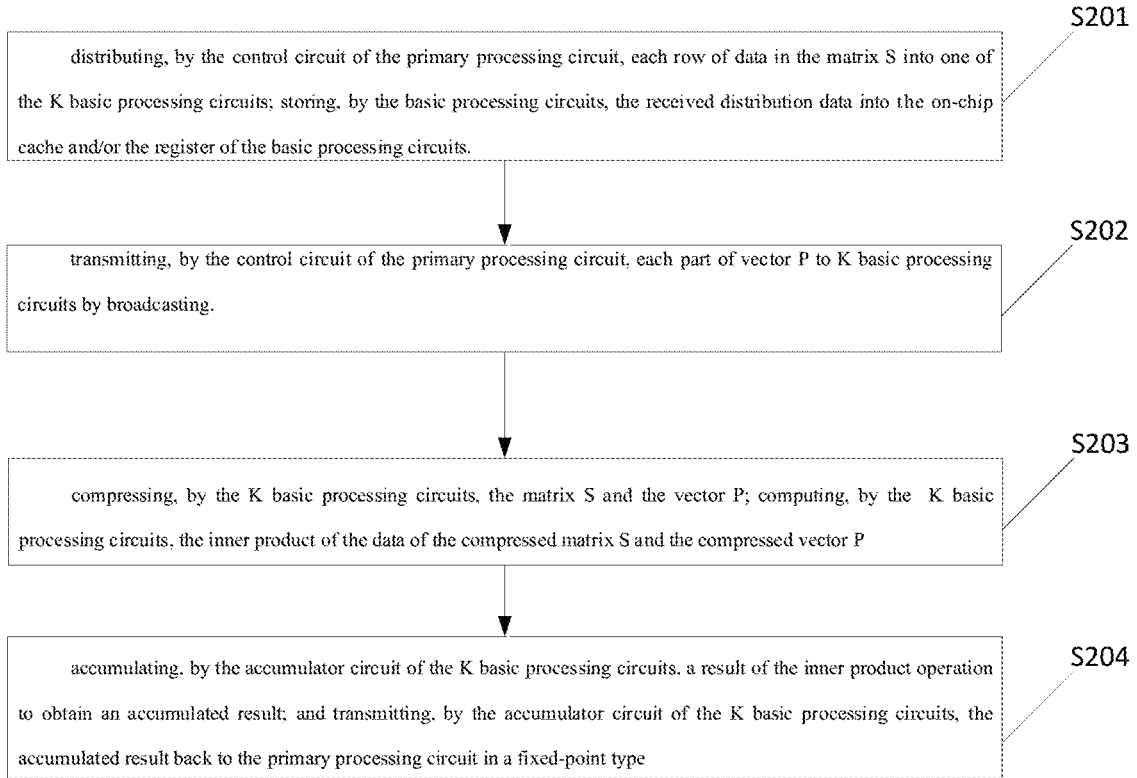 S201
distributing, by the control circuit of the primary processing circuit, each row of data in the matrix S into one of
the K basic processing circuits; storing, by the basic processing circuits, the received distribution data into the on-chip
cache and/or the register of the basic processing circuits.
S202
transmitting, by the control circuit of the primary processing circuit, each part of vector P to K basic processing
circuits by broadcasting.
S203
compressing, by the K basic processing circuits, the matrix S and the vector P; computing, by the K basic
processing circuits, the inner product of the data of the compressed matrix S and the compressed vector P
S204
accumulating, by the accumulator circuit of the K basic processing circuits, a result of the inner product operation
to obtain an accumulated result; and transmitting, by the accumulator circuit of the K basic processing circuits, the
accumulated result back to the primary processing circuit in a fixed-point type